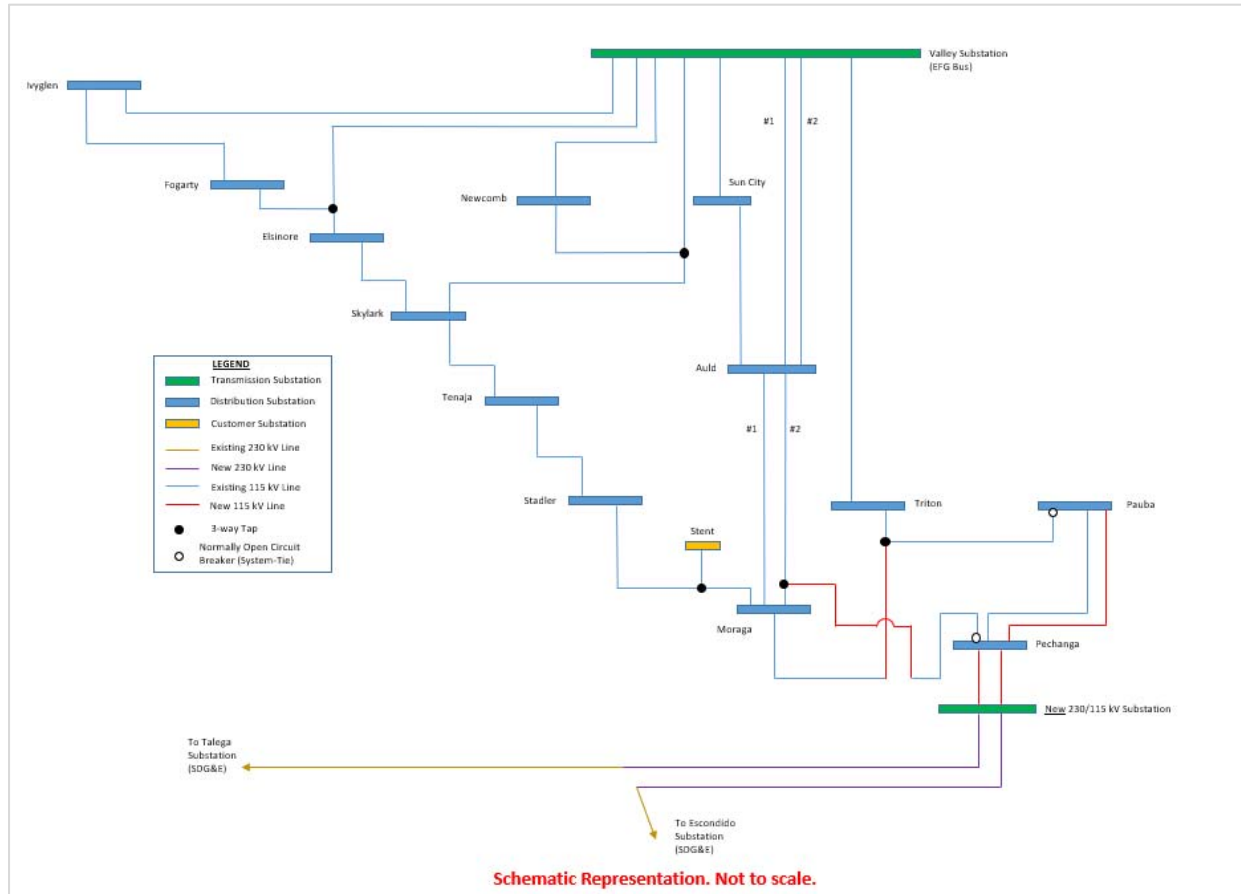 Valley Substation
(EFG Bus)
Ivyglen
#1
#2
Fogarty
Sun City
Newcomb
Elsinore
Skylark
LEGEND
Transmission Substation
Distribution Substation
Customer Substation
Existing 230 kV Line
New 230 kV Line
Existing 115 kV Line
New 115 kV Line
3-way Tap
Normally Open Circuit
Breaker (System-Tie)
Auld
Tenaja
#1
#2
Stadler
Triton
Pauba
Stent
Moraga
Pechanga
New 230/115 kV Substation
To Talega
Substation
(SDG&E)
To Escondido
Substation
(SDG&E)
Schematic Representation. Not to scale.